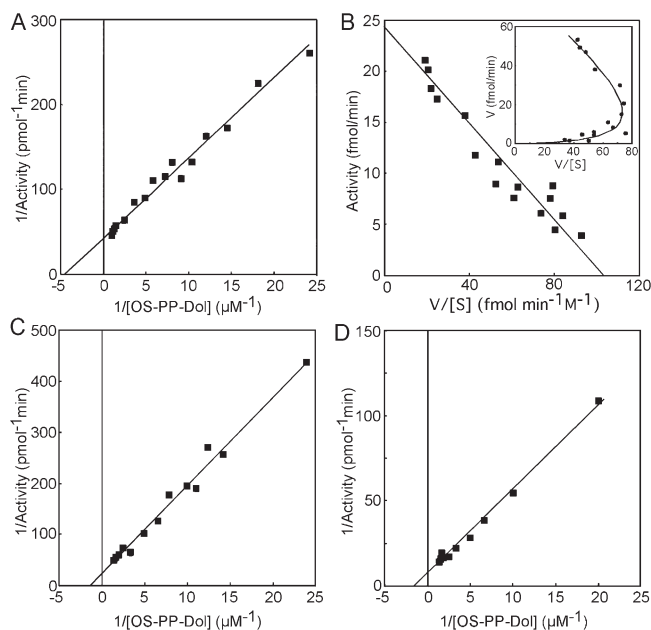 A
300
200
100
0
1/Activity (pmol⁻¹min)
-5 0 5 10 15 20 25
1/[OS-PP-Dol] (µM⁻¹)
B
25
20
15
10
5
0
Activity (fmol/min)
0 40 80 120
V/[S] (fmol min⁻¹M⁻¹)
60
40
20
0
V (fmol/min)
0 20 40 60 80
V/[S]
C
500
400
300
200
100
0
1/Activity (pmol⁻¹min)
-5 0 5 10 15 20 25
1/[OS-PP-Dol] (µM⁻¹)
D
150
100
50
0
1/Activity (pmol⁻¹min)
-5 0 5 10 15 20 25
1/[OS-PP-Dol] (µM⁻¹)